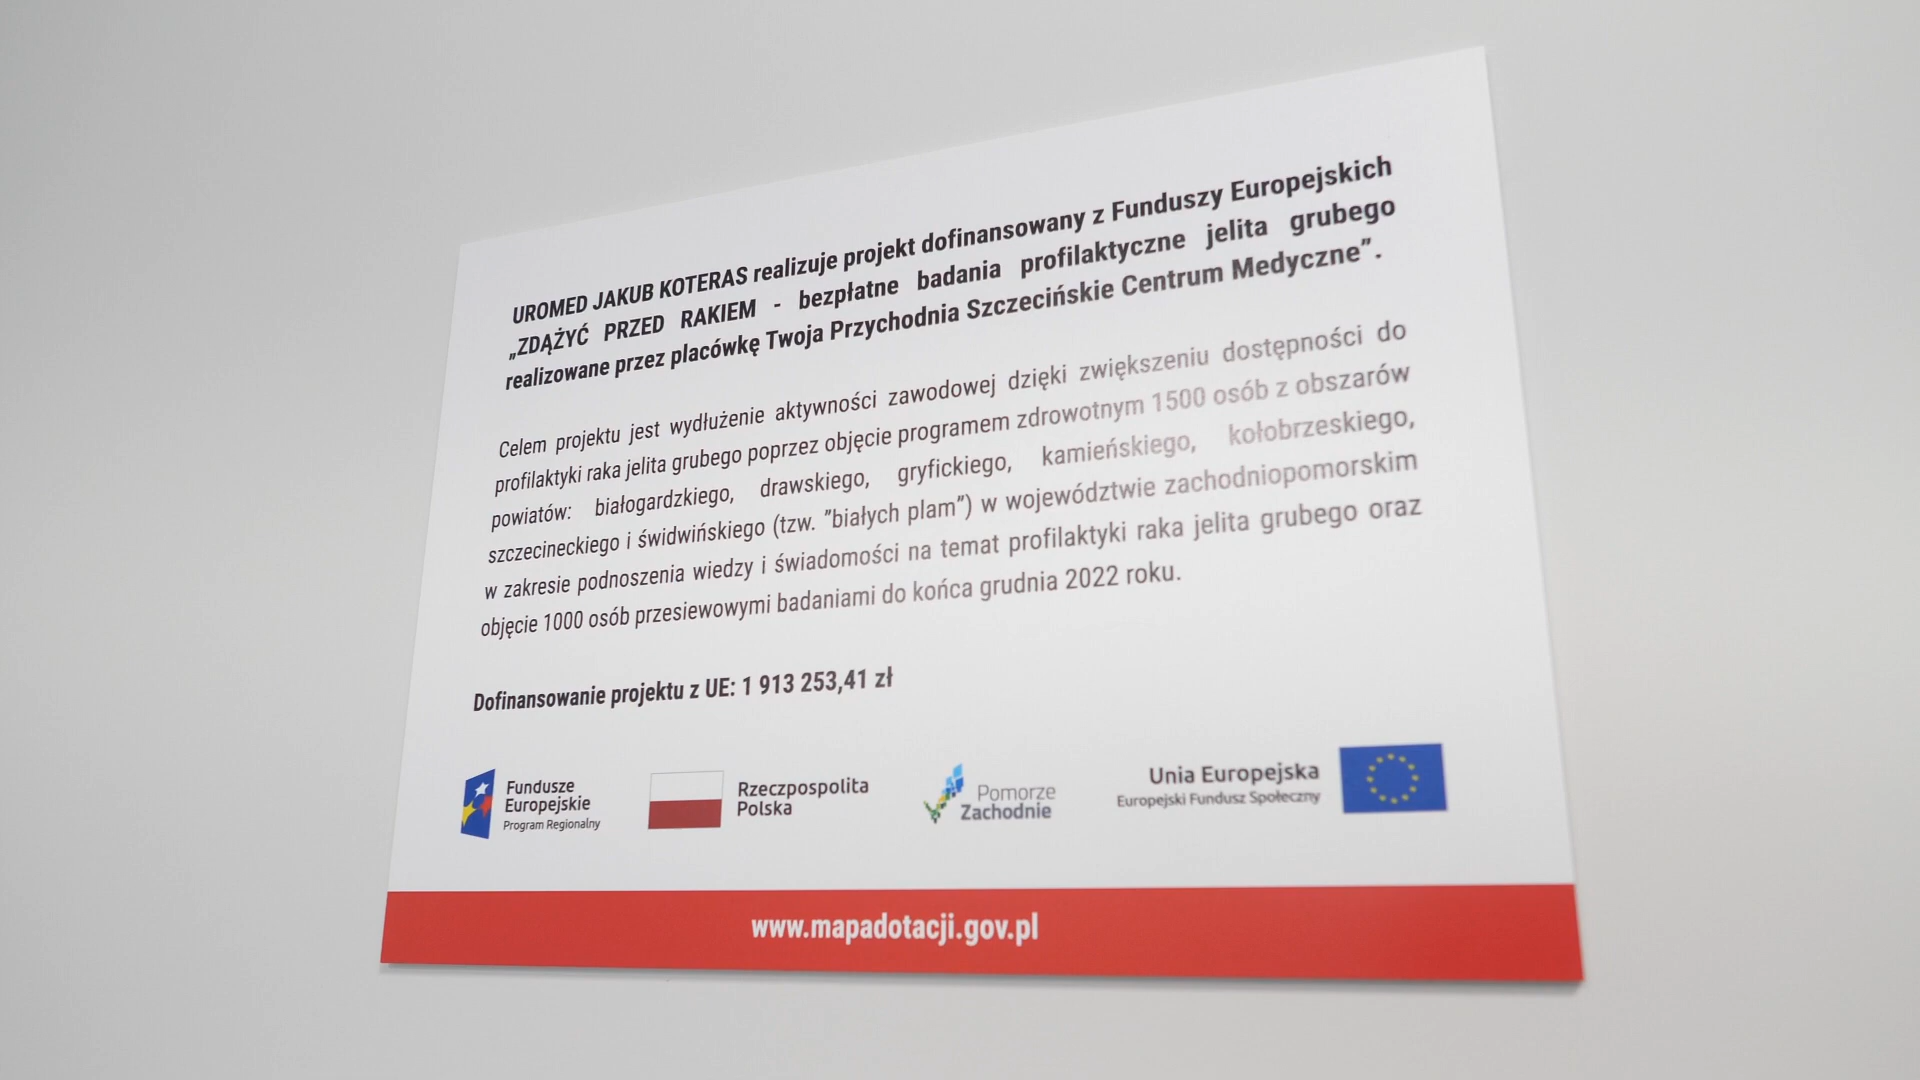 UROMED JAKUB KOTERAS realizuje projekt dofinansowany z Funduszy Europejskich
„ZDĄŻYĆ PRZED RAKIEM - bezpłatne badania profilaktyczne jelita grubego
realizowane przez placówkę Twoja Przychodnia Szczecińskie Centrum Medyczne”.
Celem projektu jest wydłużenie aktywności zawodowej dzięki zwiększeniu dostępności do
profilaktyki raka jelita grubego poprzez objęcie programem zdrowotnym 1500 osób z obszarów
powiatów: białogardzkiego, drawskiego, gryfickiego, kamieńskiego, kołobrzeskiego,
szczecineckiego i świdwińskiego (tzw. ”białych plam”) w województwie zachodniopomorskim
w zakresie podnoszenia wiedzy i świadomości na temat profilaktyki raka jelita grubego oraz
objęcie 1000 osób przesiewowymi badaniami do końca grudnia 2022 roku.
Dofinansowanie projektu z UE: 1 913 253,41 zł
Fundusze
Europejskie
Program Regionalny
Rzeczpospolita
Polska
Pomorze
Zachodnie
Unia Europejska
Europejski Fundusz Społeczny
www.mapadotacji.gov.pl